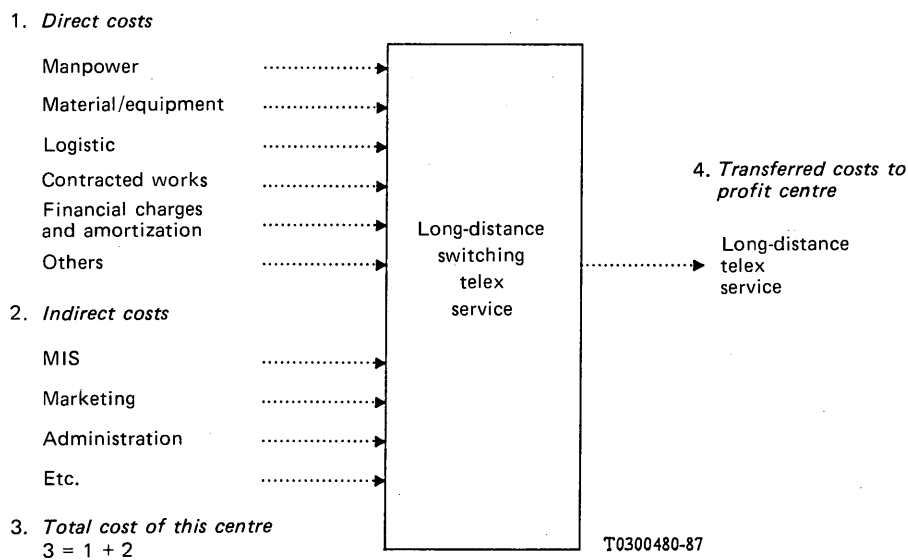 1. Direct costs
Manpower
Material/equipment
Logistic
Contracted works
Financial charges
and amortization
Others
2. Indirect costs
MIS
Marketing
Administration
Etc.
3. Total cost of this centre
3 = 1 + 2
Long-distance
switching
telex
service
4. Transferred costs to
profit centre
Long-distance
telex
service
T0300480-87